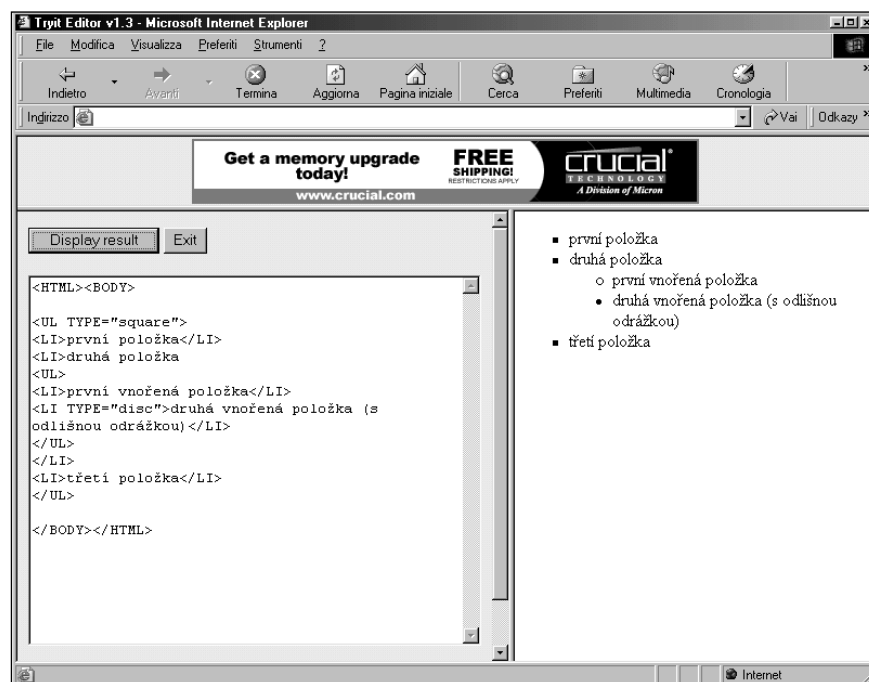 Tryit Editor v1.3 - Microsoft Internet Explorer
File Modifica Visualizza Preferiti Strumenti ?
Indietro Avanti Termina Aggiorna Pagina iniziale Cerca Preferiti Multimedia Cronologia »
Indirizzo Vai Odkazy »
Get a memory upgrade today!
www.crucial.com
FREE
SHIPPING!
RESTRICTIONS APPLY
crucial®
TECHNOLOGY
A Division of Micron
Display result Exit
<HTML><BODY>
<UL TYPE="square">
<LI>první položka</LI>
<LI>druhá položka
<UL>
<LI>první vnořená položka</LI>
<LI TYPE="disc">druhá vnořená položka (s
odlišnou odrážkou)</LI>
</UL>
</LI>
<LI>třetí položka</LI>
</UL>
</BODY></HTML>
první položka
druhá položka
první vnořená položka
druhá vnořená položka (s odlišnou
odrážkou)
třetí položka
Internet